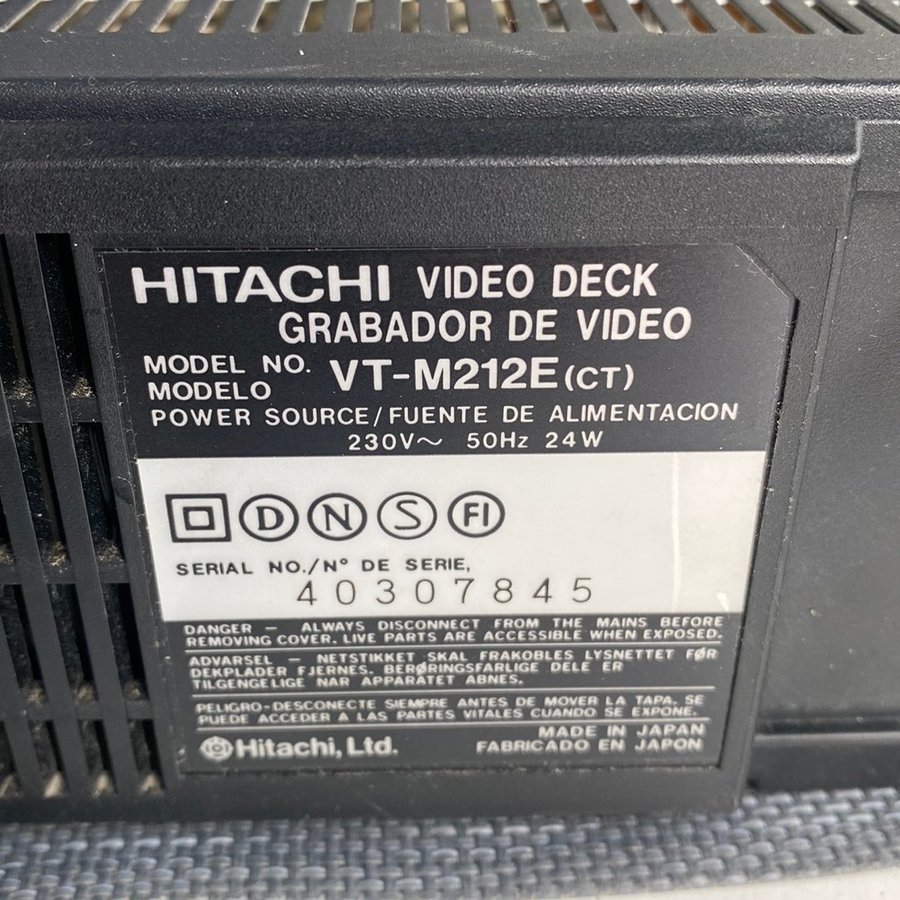 HITACHI VIDEO DECK
GRABADOR DE VIDEO
MODEL NO.
MODELO
VT-M212E(CT)
POWER SOURCE/FUENTE DE ALIMENTACION
230V～ 50Hz 24W
D N S FI
SERIAL NO./Nº DE SERIE,
40307845
DANGER – ALWAYS DISCONNECT FROM THE MAINS BEFORE
REMOVING COVER. LIVE PARTS ARE ACCESSIBLE WHEN EXPOSED.
ADVARSEL – NETSTIKKET SKAL FRAKOBLES LYSNETTET FØR
DEKPLADER FJERNES. BERØRINGSFARLIGE DELE ER
TILGENGELIGE NAR APPARATET ABNES.
PELIGRO-DESCONECTE SIEMPRE ANTES DE MOVER LA TAPA. SE
PUEDE ACCEDER A LAS PARTES VITALES CUANDO SE EXPONE.
Hitachi, Ltd.
MADE IN JAPAN
FABRICADO EN JAPON